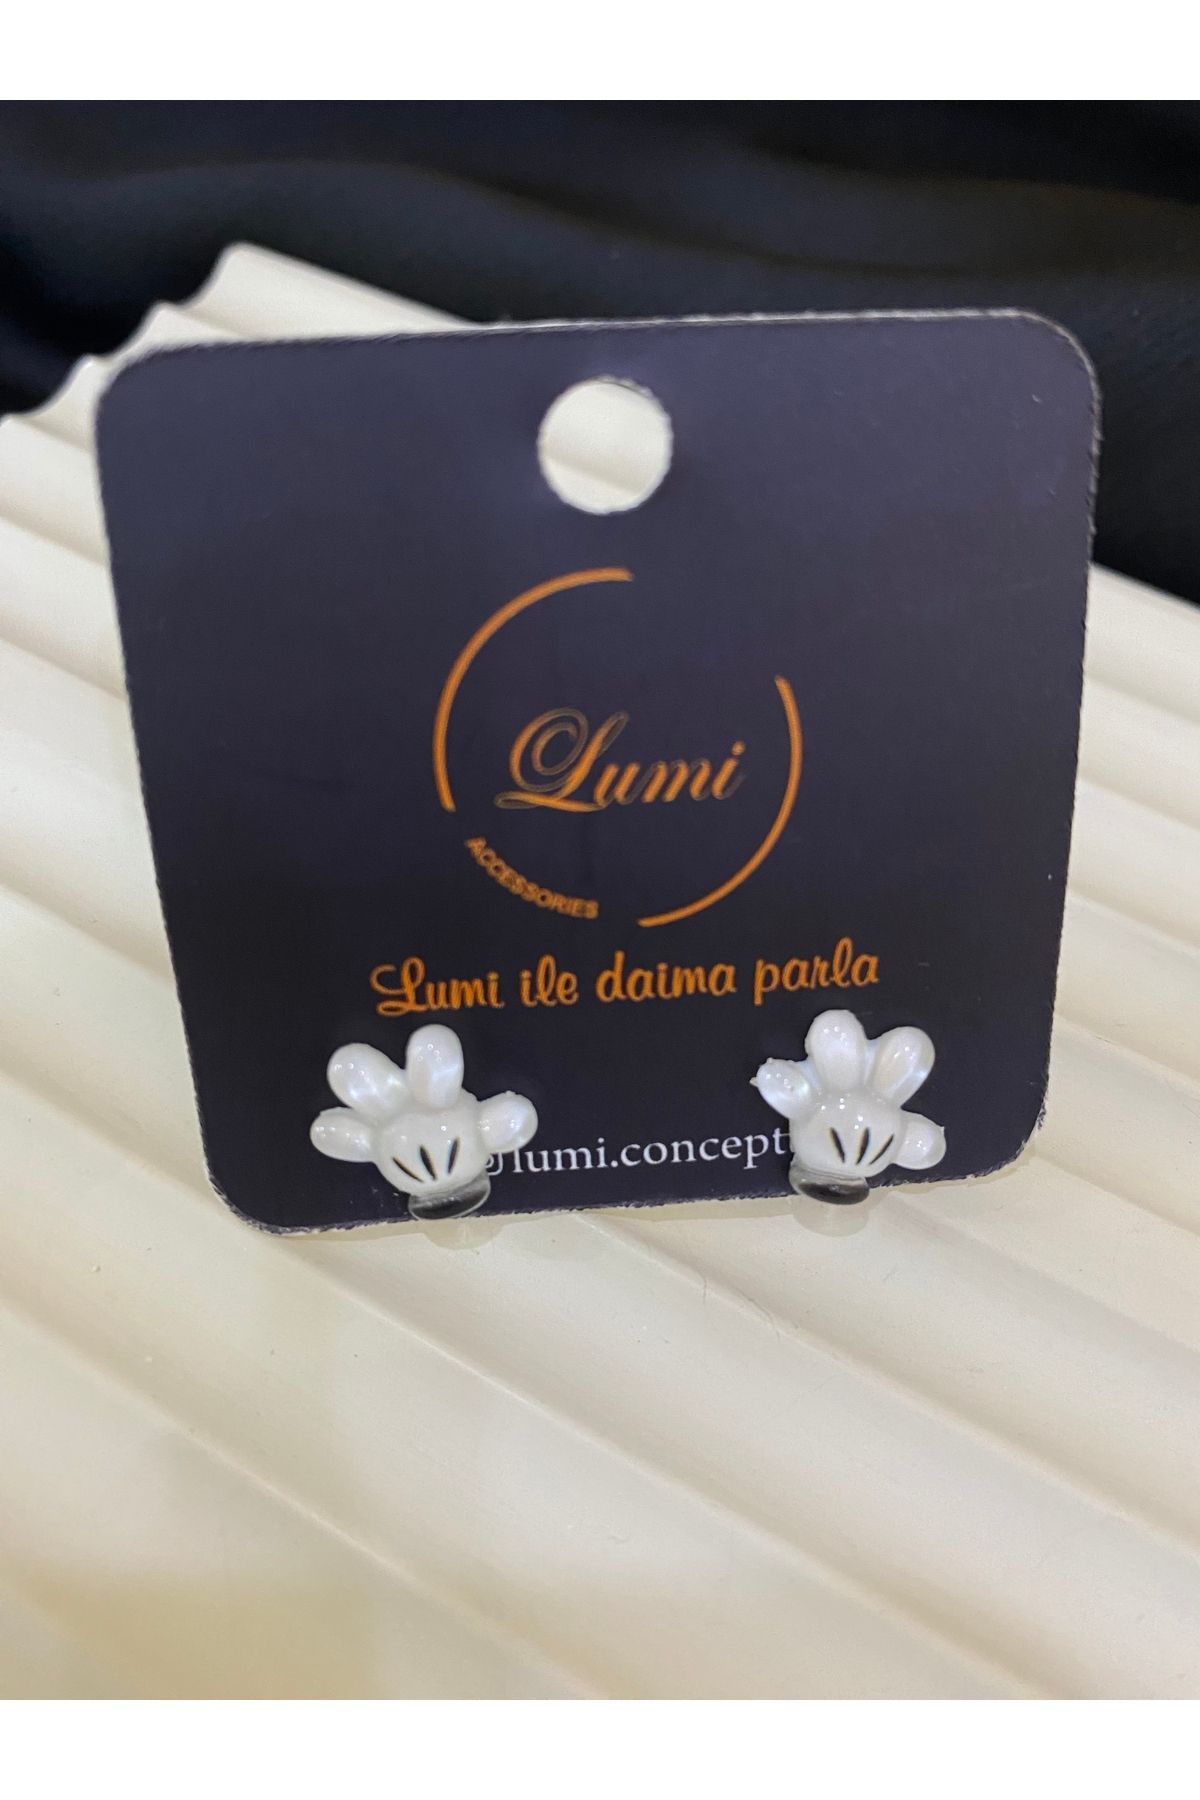 Lumi
ACCESSORIES
Lumi ile daima parla
@lumi.concept